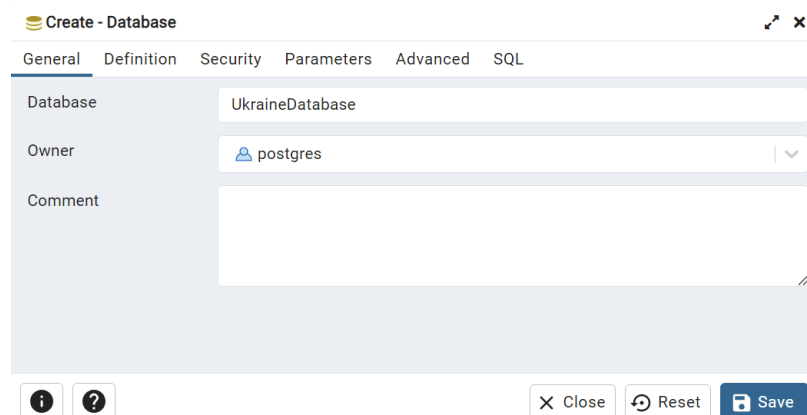 Create - Database
General Definition Security Parameters Advanced SQL
Database UkraineDatabase
Owner postgres
Comment
Close Reset Save